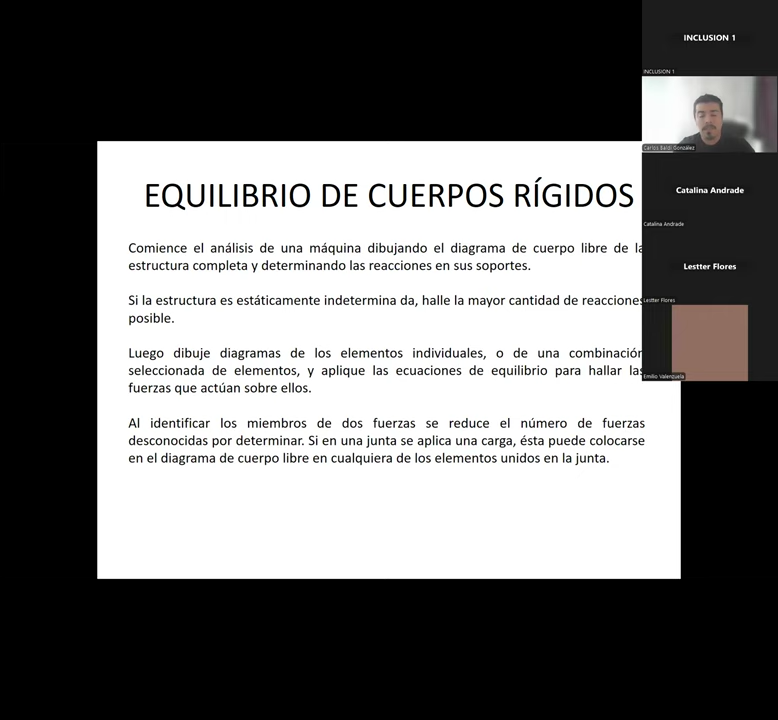 INCLUSION 1
INCLUSION 1
Carlos Bardi González
Catalina Andrade
Catalina Andrade
Lestter Flores
Lestter Flores
Emilio Valenzuela
EQUILIBRIO DE CUERPOS RÍGIDOS
Comience el análisis de una máquina dibujando el diagrama de cuerpo libre de la
estructura completa y determinando las reacciones en sus soportes.
Si la estructura es estáticamente indetermina da, halle la mayor cantidad de reacciones
posible.
Luego dibuje diagramas de los elementos individuales, o de una combinación
seleccionada de elementos, y aplique las ecuaciones de equilibrio para hallar las
fuerzas que actúan sobre ellos.
Al identificar los miembros de dos fuerzas se reduce el número de fuerzas
desconocidas por determinar. Si en una junta se aplica una carga, ésta puede colocarse
en el diagrama de cuerpo libre en cualquiera de los elementos unidos en la junta.